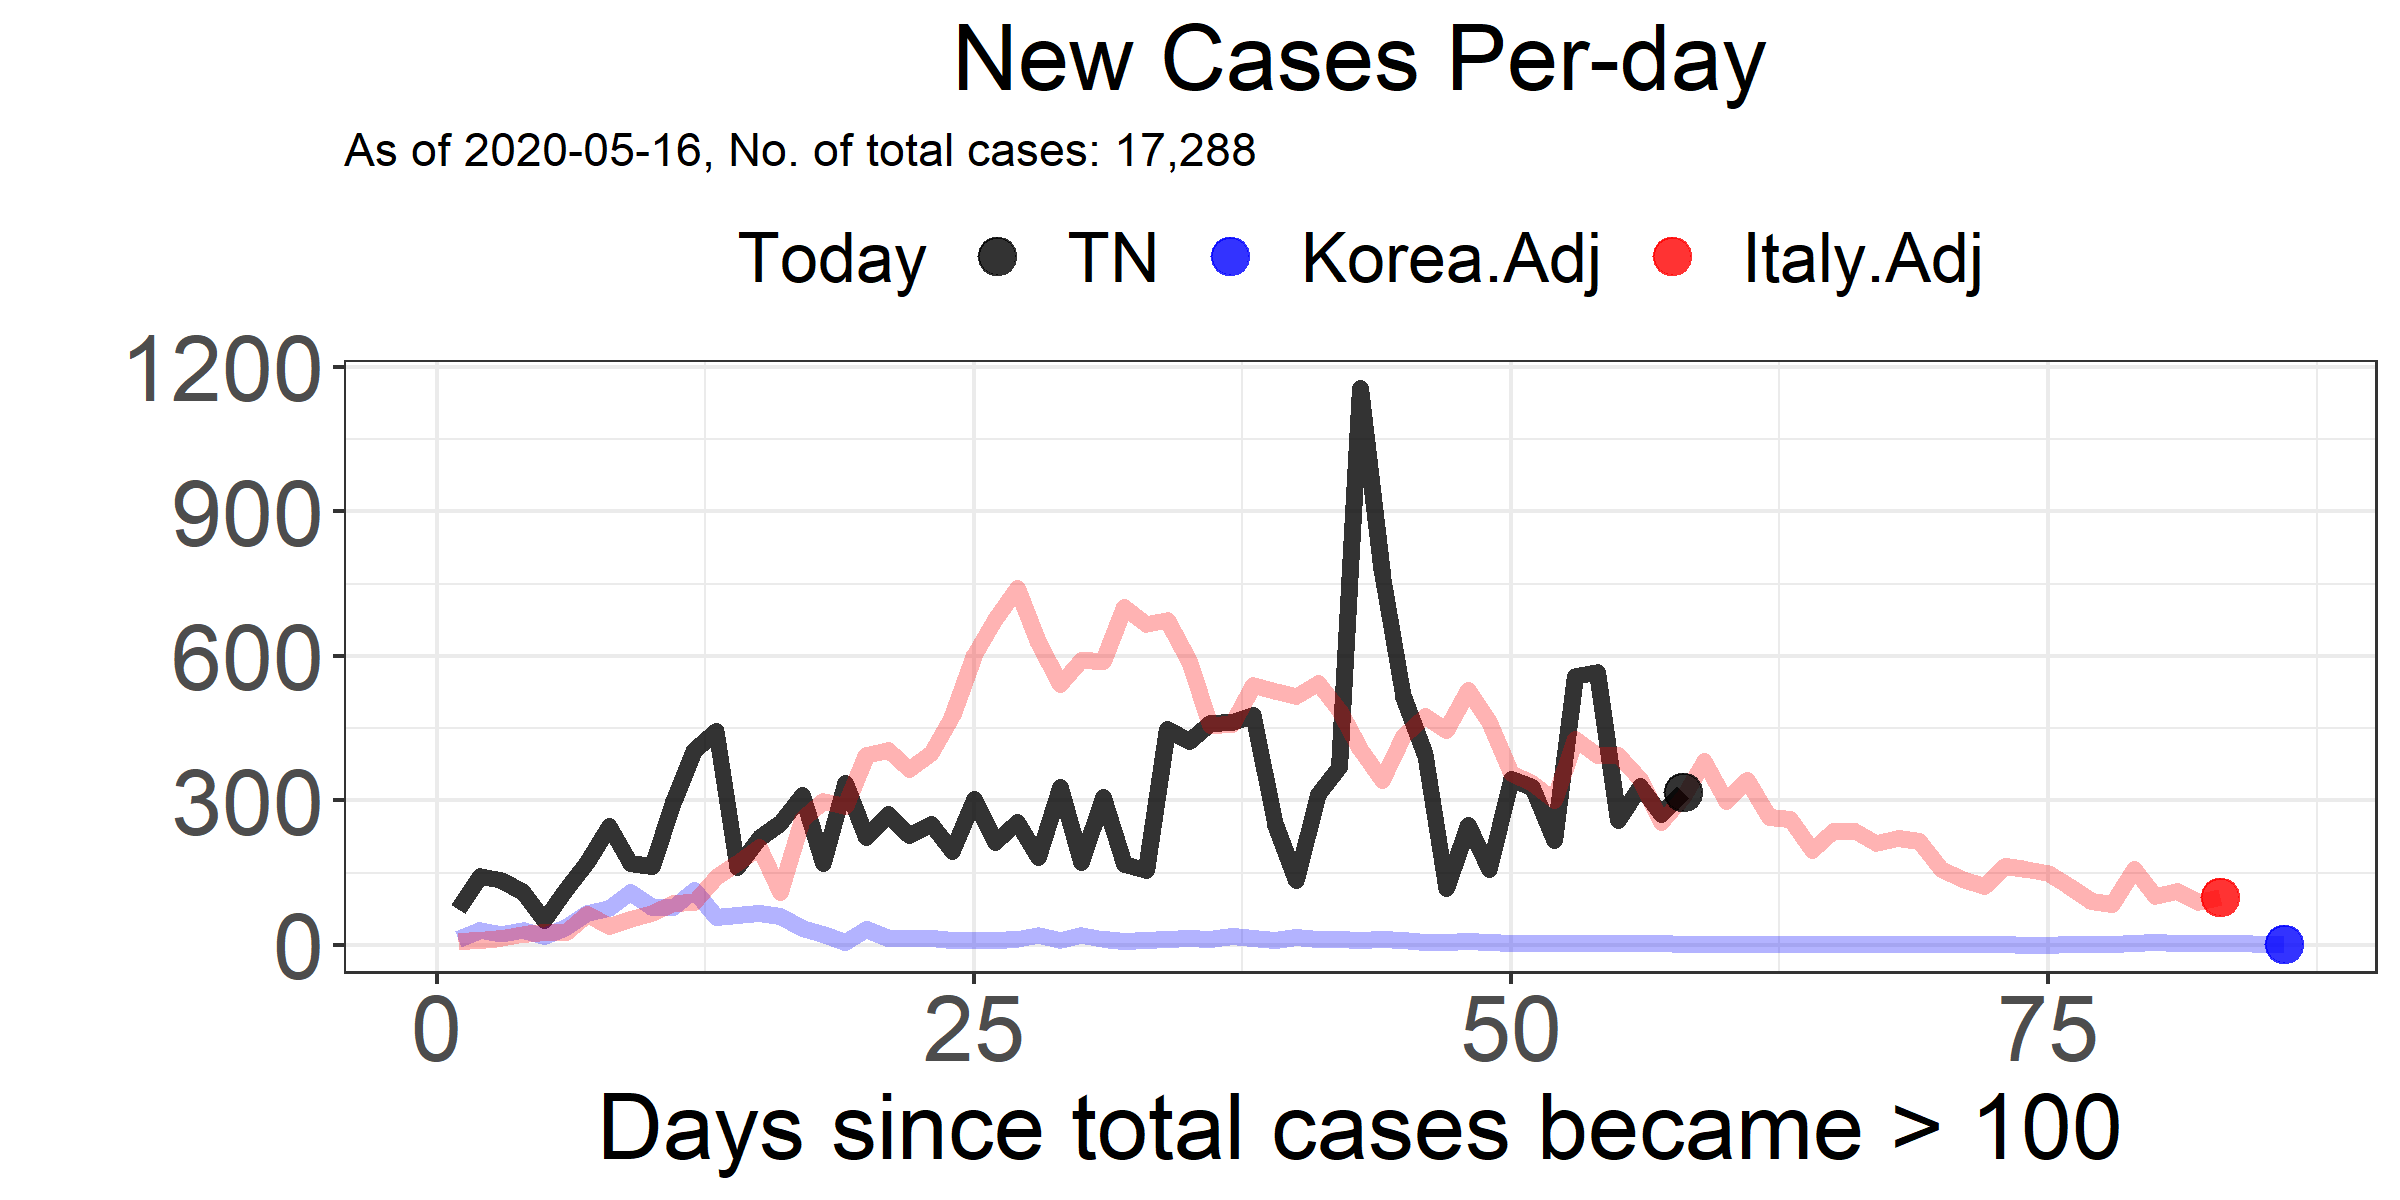 New Cases Per-day
As of 2020-05-16, No. of total cases: 17,288
Today TN Korea.Adj Italy.Adj
1200
900
600
300
0
0 25 50 75
Days since total cases became > 100